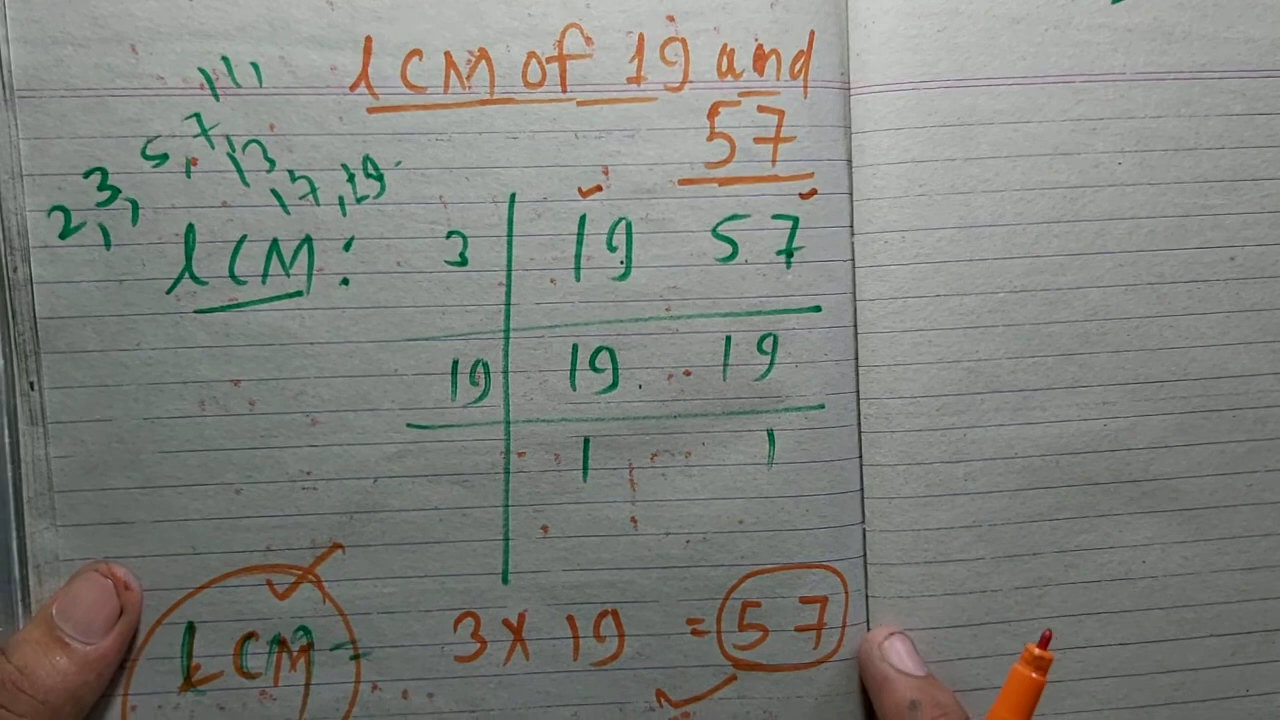 LCM of 19 and
57
2, 3, 5, 7, 11,
13
17, 19
LCM: 3 19 57
19 19 19
1 1
LCM - 3 x 19 = 57